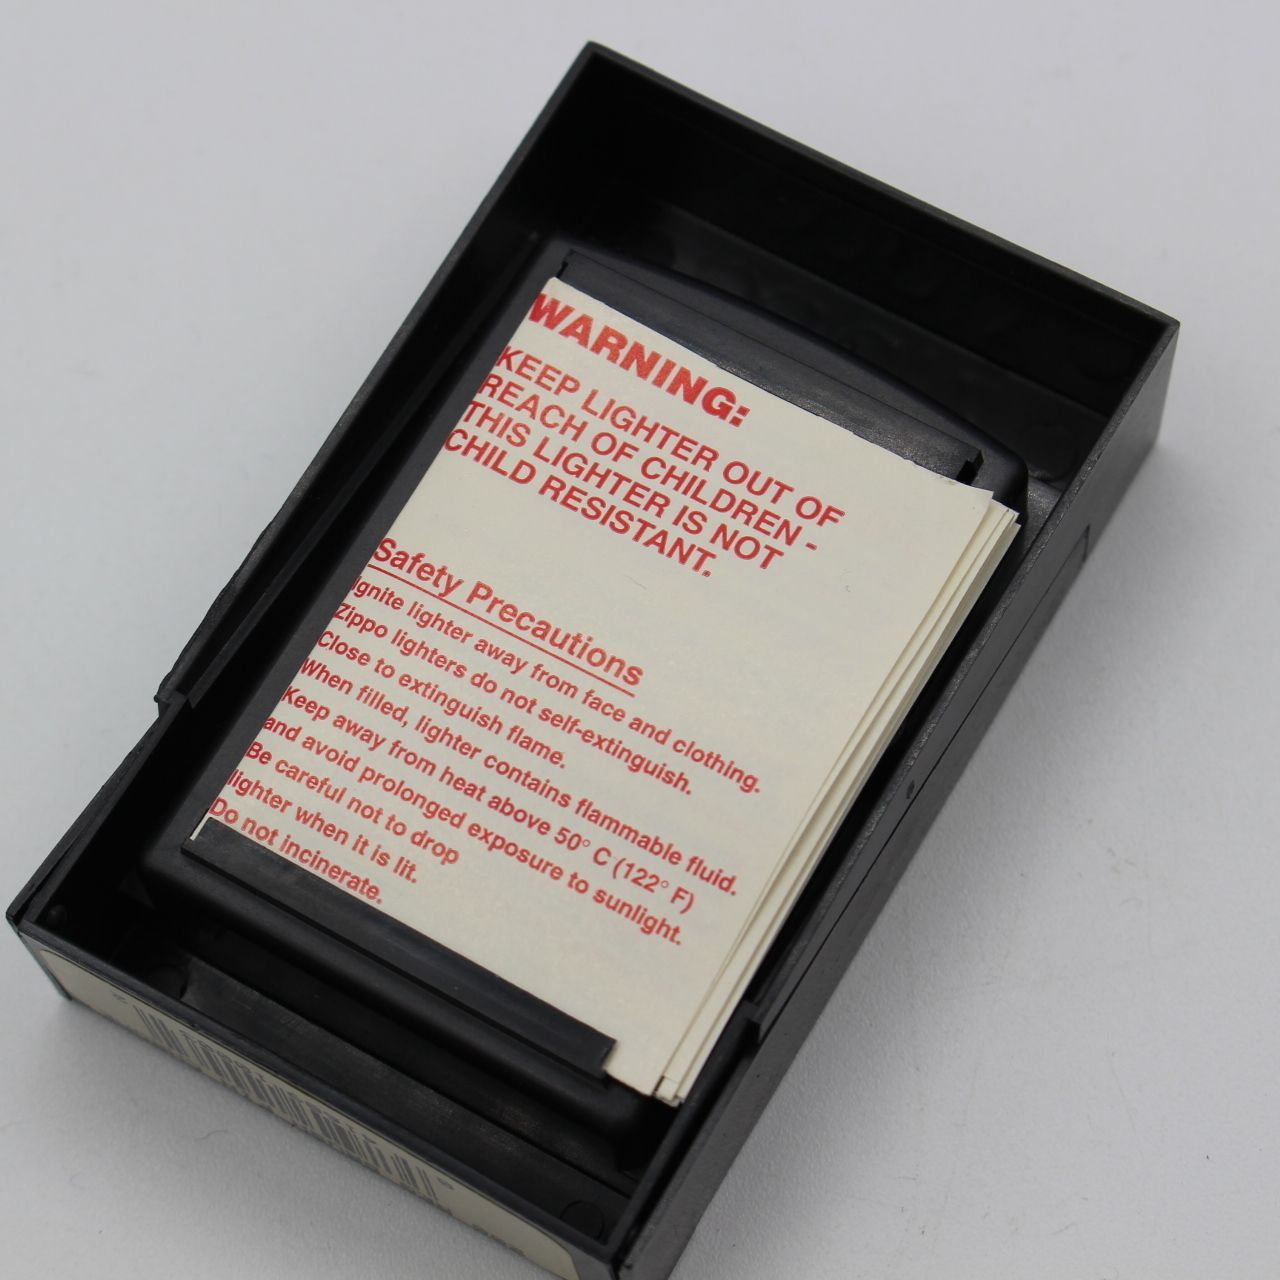 WARNING:
KEEP LIGHTER OUT OF
REACH OF CHILDREN -
THIS LIGHTER IS NOT
CHILD RESISTANT.
Safety Precautions
Ignite lighter away from face and clothing.
Zippo lighters do not self-extinguish.
Close to extinguish flame.
When filled, lighter contains flammable fluid.
Keep away from heat above 50° C (122° F)
and avoid prolonged exposure to sunlight.
Be careful not to drop
lighter when it is lit.
Do not incinerate.